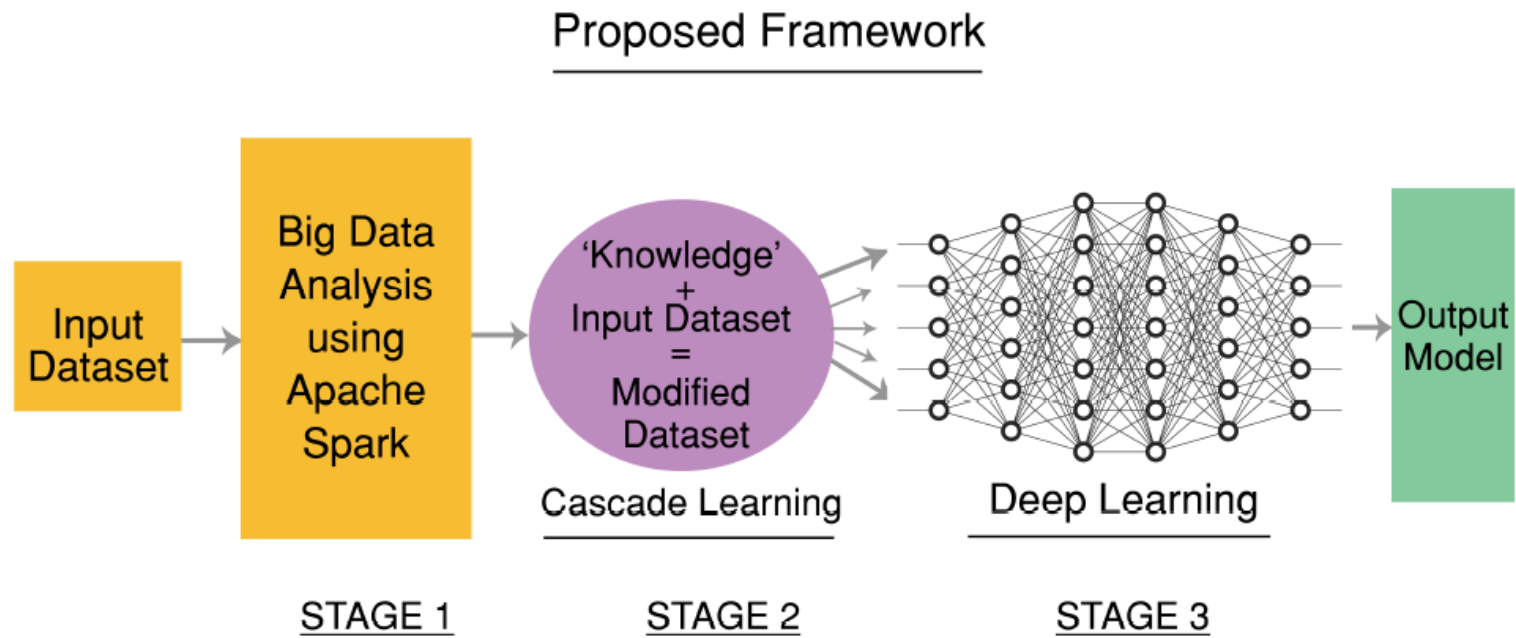 Proposed Framework
Input
Dataset
Big Data
Analysis
using
Apache
Spark
‘Knowledge’
+
Input Dataset
=
Modified
Dataset
Cascade Learning
Deep Learning
Output
Model
STAGE 1
STAGE 2
STAGE 3